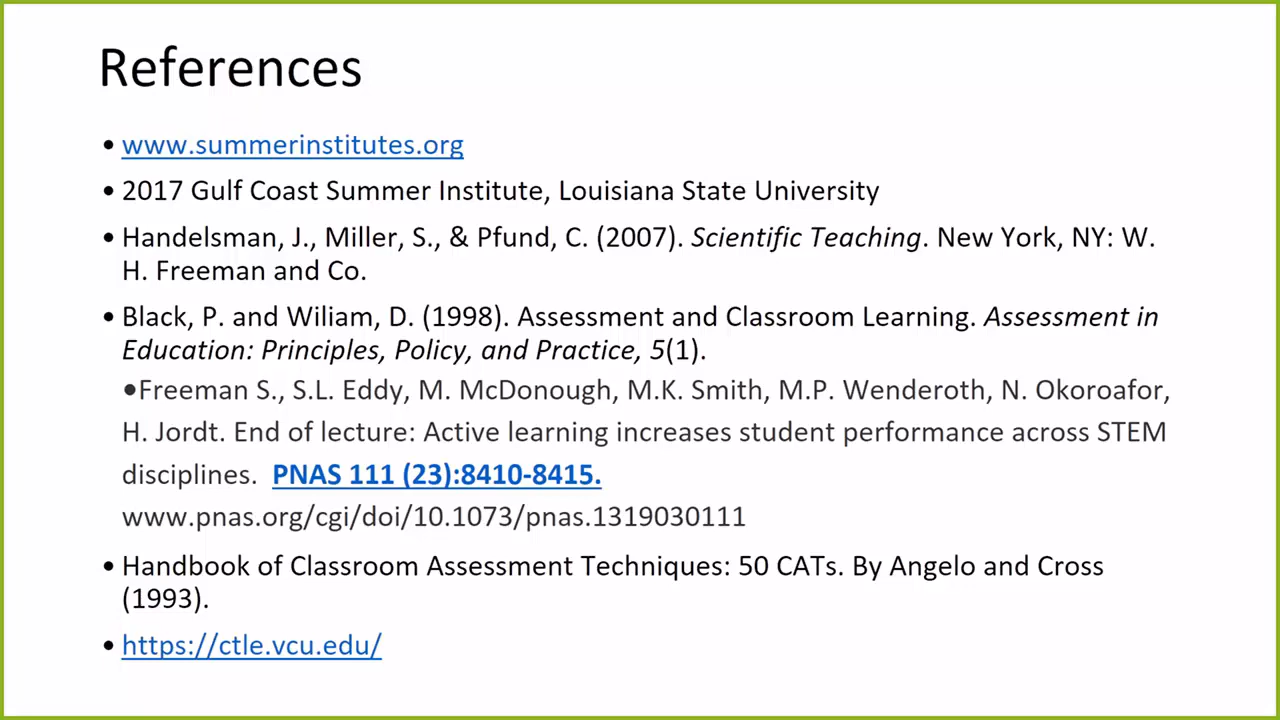 References
• www.summerinstitutes.org
• 2017 Gulf Coast Summer Institute, Louisiana State University
• Handelsman, J., Miller, S., & Pfund, C. (2007). Scientific Teaching. New York, NY: W.
H. Freeman and Co.
• Black, P. and Wiliam, D. (1998). Assessment and Classroom Learning. Assessment in
Education: Principles, Policy, and Practice, 5(1).
•Freeman S., S.L. Eddy, M. McDonough, M.K. Smith, M.P. Wenderoth, N. Okoroafor,
H. Jordt. End of lecture: Active learning increases student performance across STEM
disciplines. PNAS 111 (23):8410-8415.
www.pnas.org/cgi/doi/10.1073/pnas.1319030111
• Handbook of Classroom Assessment Techniques: 50 CATs. By Angelo and Cross
(1993).
• https://ctle.vcu.edu/